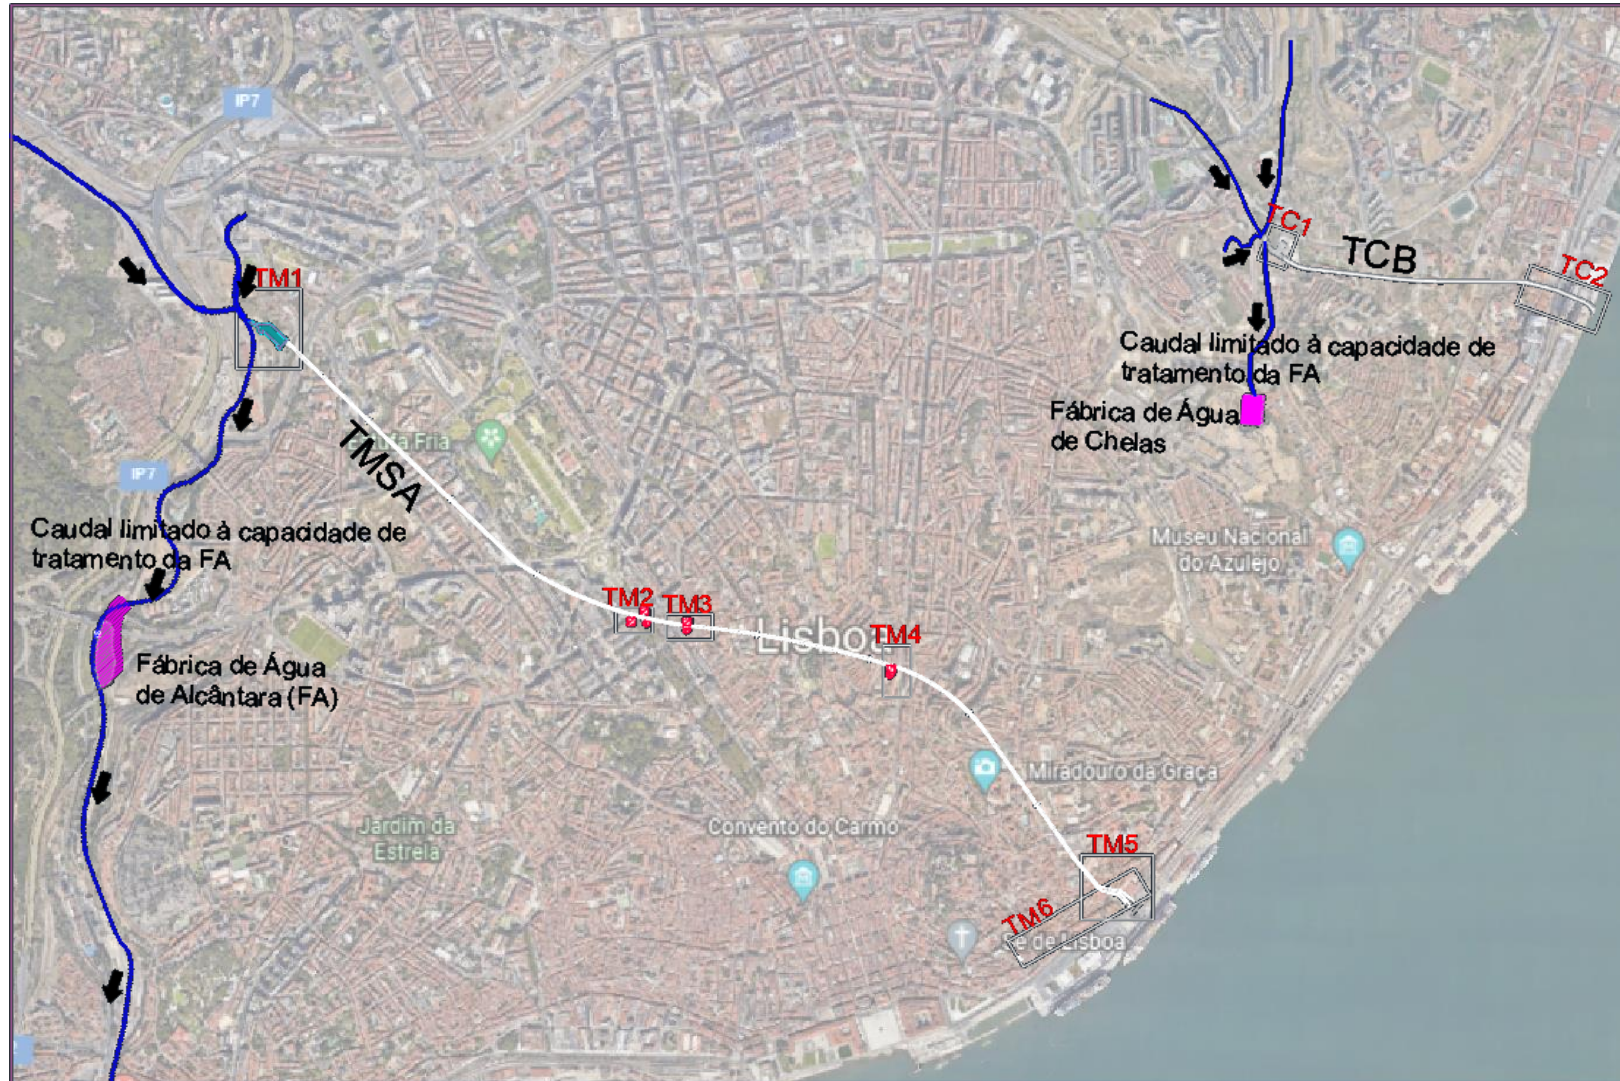 IP7
TC1
TCB
TC2
TM1
Caudal limitado à capacidade de
tratamento da FA
Fábrica de Água
de Chelas
ufa Fria
TMSA
IP7
Caudal limitado à capacidade de
tratamento da FA
Museu Nacional
do Azulejo
TM2
TM3
Lisboa
TM4
Fábrica de Água
de Alcântara (FA)
Miradouro da Graça
Jardim da
Estrela
Convento do Carmo
TM5
TM6
Sé de Lisboa